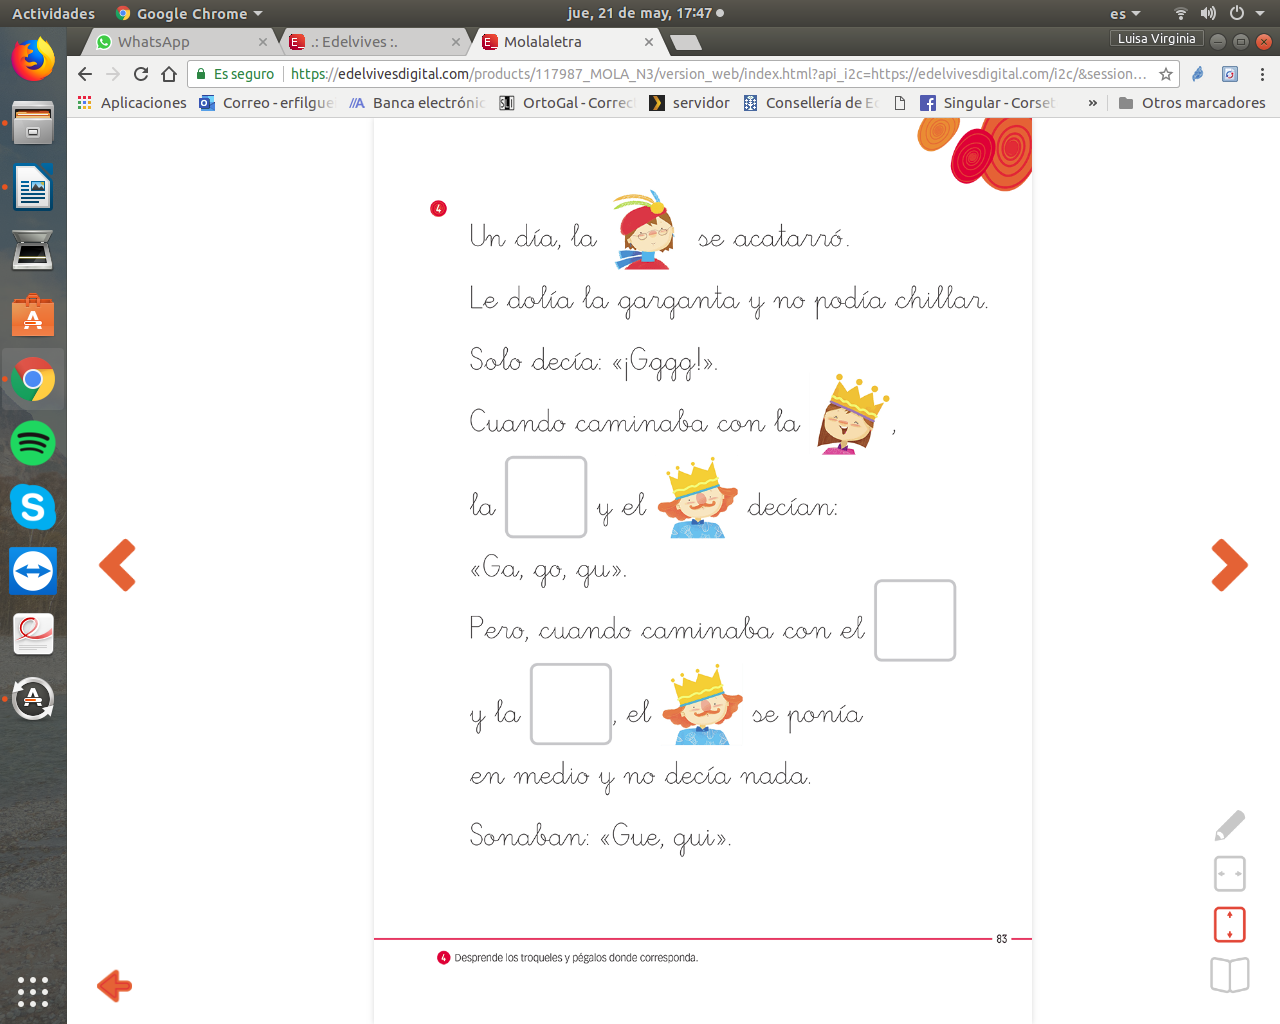 Actividades
Google Chrome
jue, 21 de may, 17:47
es
WhatsApp
.: Edelvives :.
Molalaletra
Luisa Virginia
Es seguro
https://edelvivesdigital.com/products/117987_MOLA_N3/version_web/index.html?api_i2c=https://edelvivesdigital.com/i2c/&session...
Aplicaciones
Correo - erfilgue
Banca electrónic
OrtoGal - Correct
servidor
Consellería de Ec
Singular - Corset
»
Otros marcadores
4
Un día, la se acatarró.
Le dolía la garganta y no podía chillar.
Solo decía: «¡Gggg!».
Cuando caminaba con la ,
la y el decían:
«Ga, go, gu».
Pero, cuando caminaba con el
y la , el se ponía
en medio y no decía nada.
Sonaban: «Gue, gui».
83
4 Desprende los troqueles y pégalos donde corresponda.